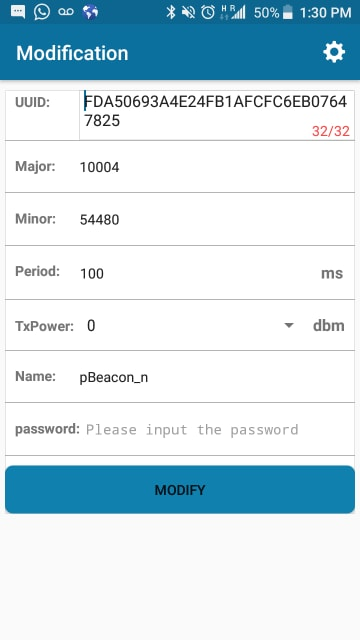 50% 1:30 PM
Modification
UUID: FDA50693A4E24FB1AFCFC6EB0764
7825
32/32
Major: 10004
Minor: 54480
Period: 100 ms
TxPower: 0 dbm
Name: pBeacon_n
password: Please input the password
MODIFY